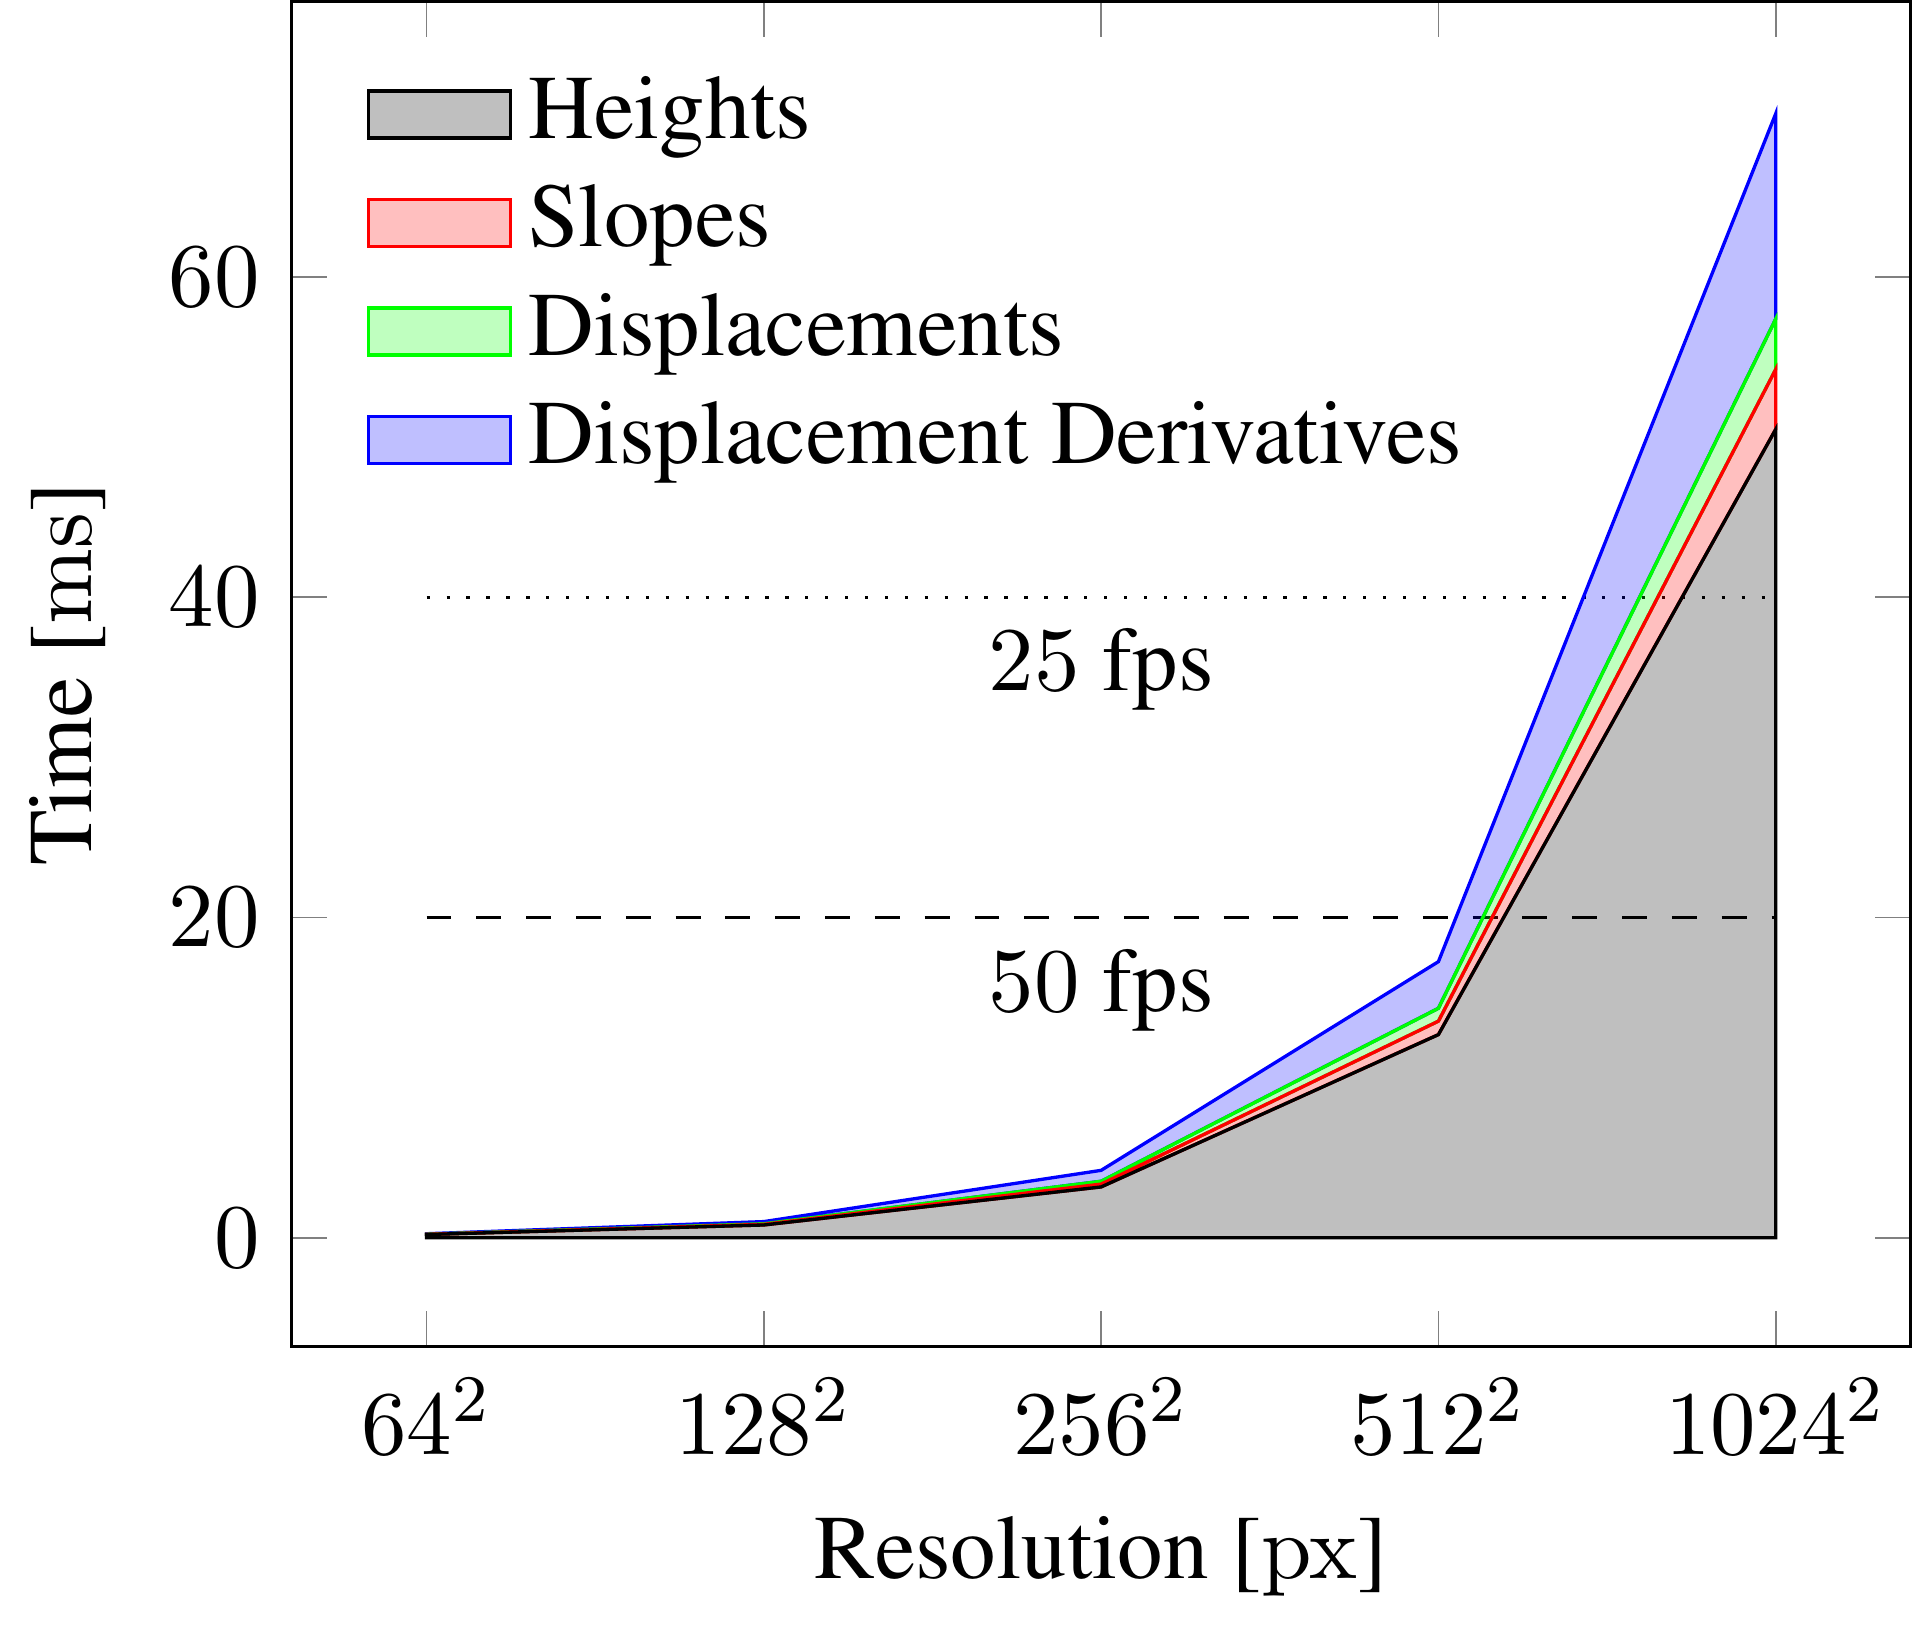 Heights
Slopes
Displacements
Displacement Derivatives
60
40
20
0
Time [ms]
25 fps
50 fps
64² 128² 256² 512² 1024²
Resolution [px]